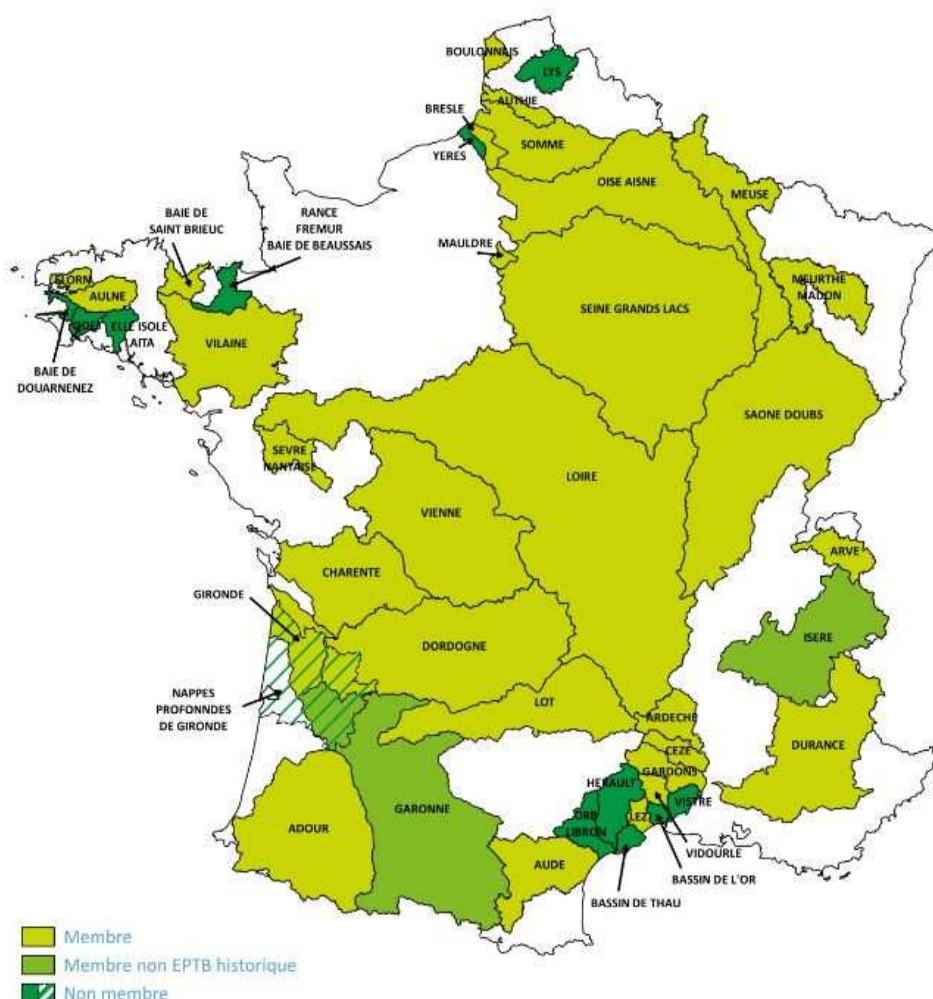 BOULONNAIS
LYS
AUTHIE
BRESLE
SOMME
YERES
OISE AISNE
MEUSE
BAIE DE
SAINT BRIEUC
RANCE
FREMUR
BAIE DE BEAUSSAIS
MAULDRE
MEURTHE
MADON
ELORN
AULNE
SEINE GRANDS LACS
ELLE ISOLE
LAITA
VILAINE
BAIE DE
DOUARNENEZ
SAONE DOUBS
SEVRE
NANTAISE
LOIRE
VIENNE
ARVE
CHARENTE
GIRONDE
ISERE
DORDOGNE
NAPPES
PROFONNDES
DE GIRONDE
LOT
ARDECHE
DURANCE
CEZE
GARDONS
HERAULT
VISTRE
GARONNE
ORB
LIBRON
LEZ
ADOUR
VIDOURLE
AUDE
BASSIN DE L'OR
BASSIN DE THAU
Membre
Membre non EPTB historique
Non membre